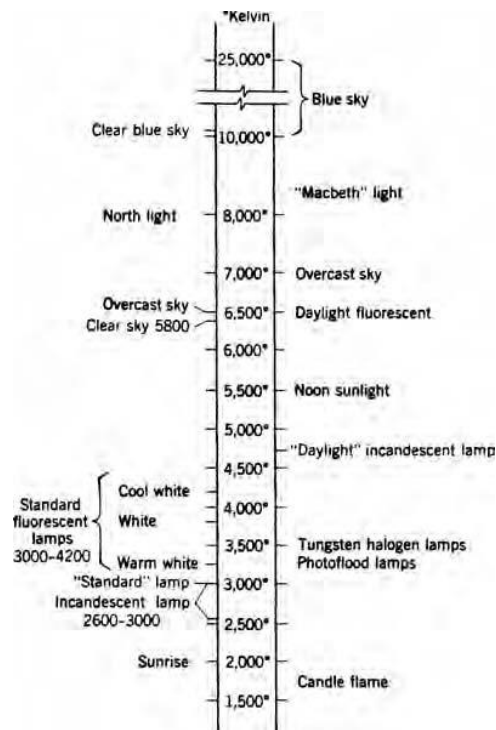 °Kelvin
25,000°
Blue sky
Clear blue sky
10,000°
"Macbeth" light
North light
8,000°
7,000°
Overcast sky
Overcast sky
6,500°
Daylight fluorescent
Clear sky 5800
6,000°
5,500°
Noon sunlight
5,000°
"Daylight" incandescent lamp
4,500°
Cool white
4,000°
Standard
fluorescent
lamps
3000-4200
White
3,500°
Tungsten halogen lamps
Photoflood lamps
Warm white
"Standard" lamp
3,000°
Incandescent lamp
2600-3000
2,500°
Sunrise
2,000°
Candle flame
1,500°